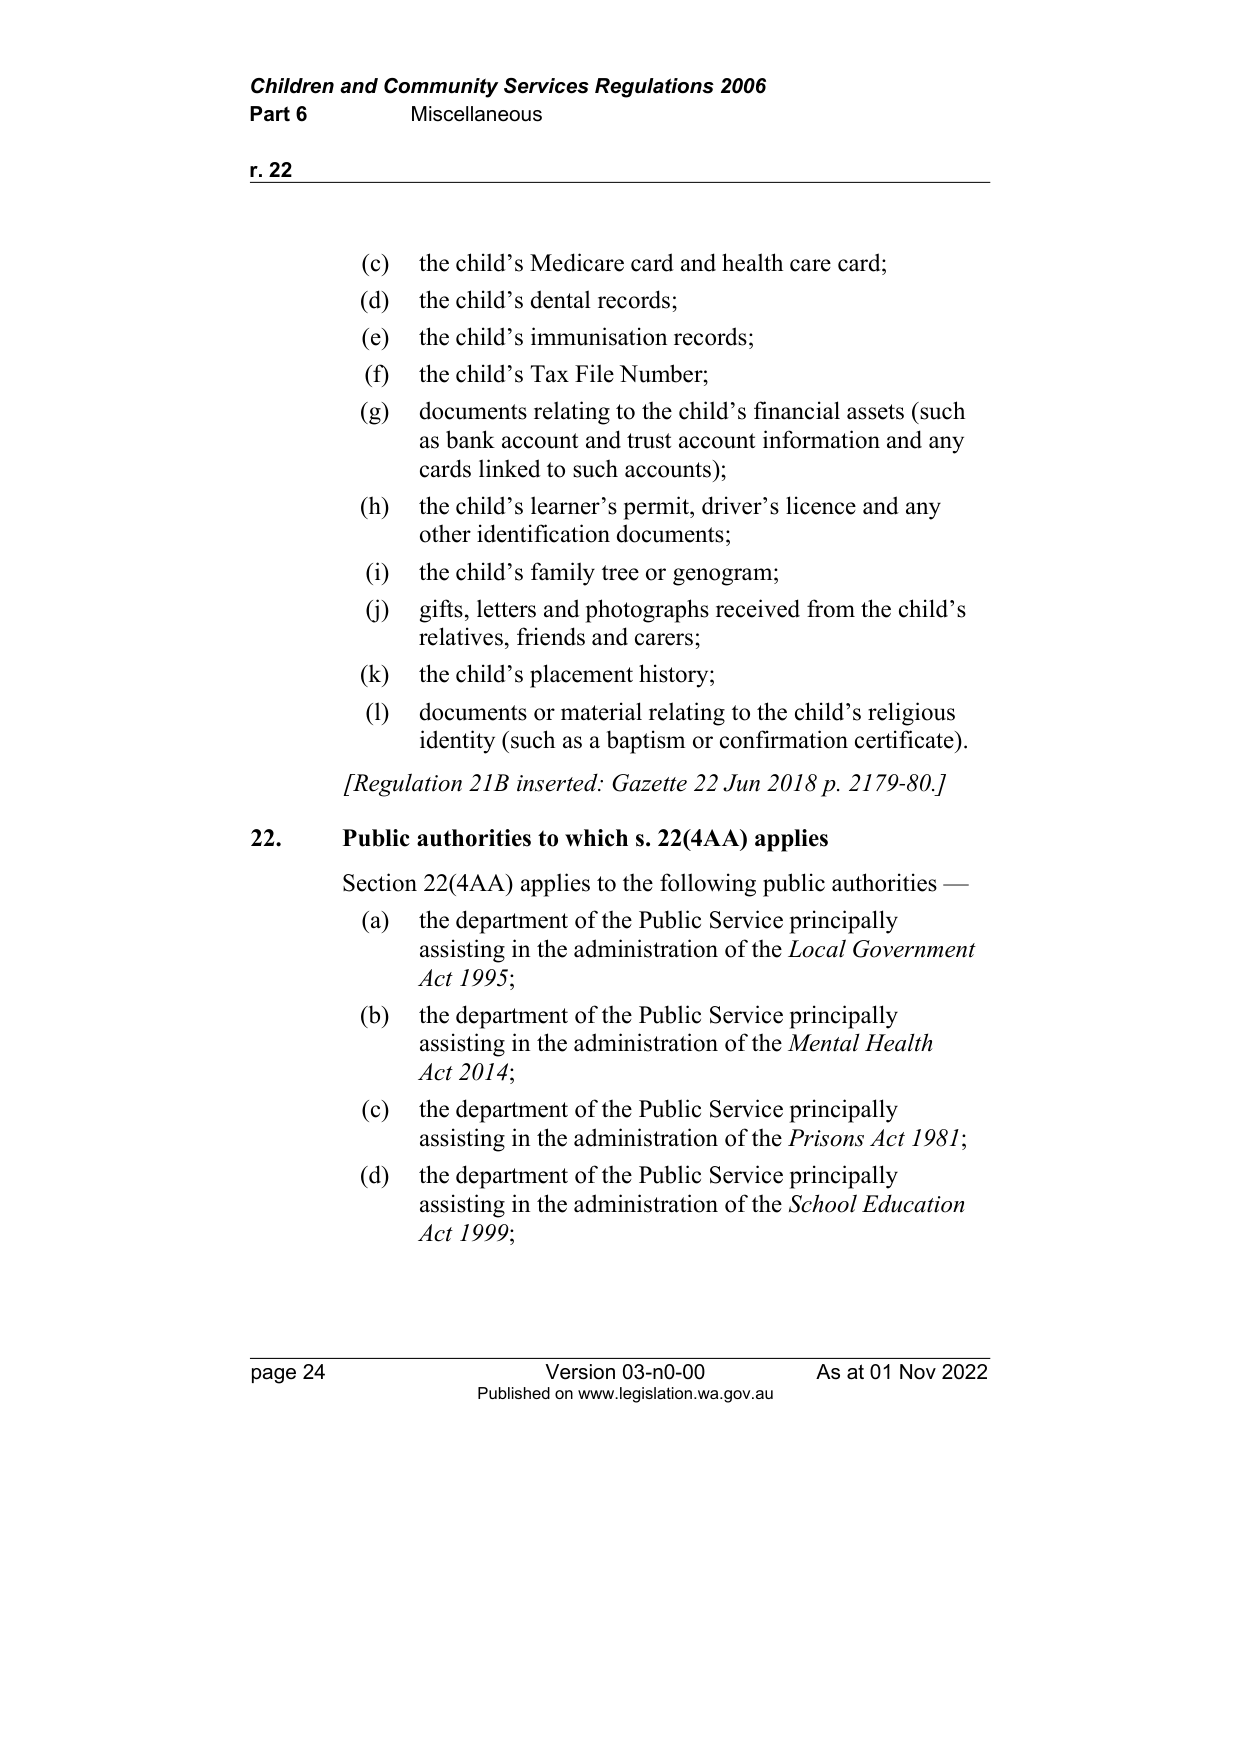 Children and Community Services Regulations 2006
Part 6 Miscellaneous
r. 22
(c) the child’s Medicare card and health care card;
(d) the child’s dental records;
(e) the child’s immunisation records;
(f) the child’s Tax File Number;
(g) documents relating to the child’s financial assets (such
as bank account and trust account information and any
cards linked to such accounts);
(h) the child’s learner’s permit, driver’s licence and any
other identification documents;
(i) the child’s family tree or genogram;
(j) gifts, letters and photographs received from the child’s
relatives, friends and carers;
(k) the child’s placement history;
(l) documents or material relating to the child’s religious
identity (such as a baptism or confirmation certificate).
[Regulation 21B inserted: Gazette 22 Jun 2018 p. 2179-80.]
22. Public authorities to which s. 22(4AA) applies
Section 22(4AA) applies to the following public authorities —
(a) the department of the Public Service principally
assisting in the administration of the Local Government
Act 1995;
(b) the department of the Public Service principally
assisting in the administration of the Mental Health
Act 2014;
(c) the department of the Public Service principally
assisting in the administration of the Prisons Act 1981;
(d) the department of the Public Service principally
assisting in the administration of the School Education
Act 1999;
page 24 Version 03-n0-00 As at 01 Nov 2022
Published on www.legislation.wa.gov.au